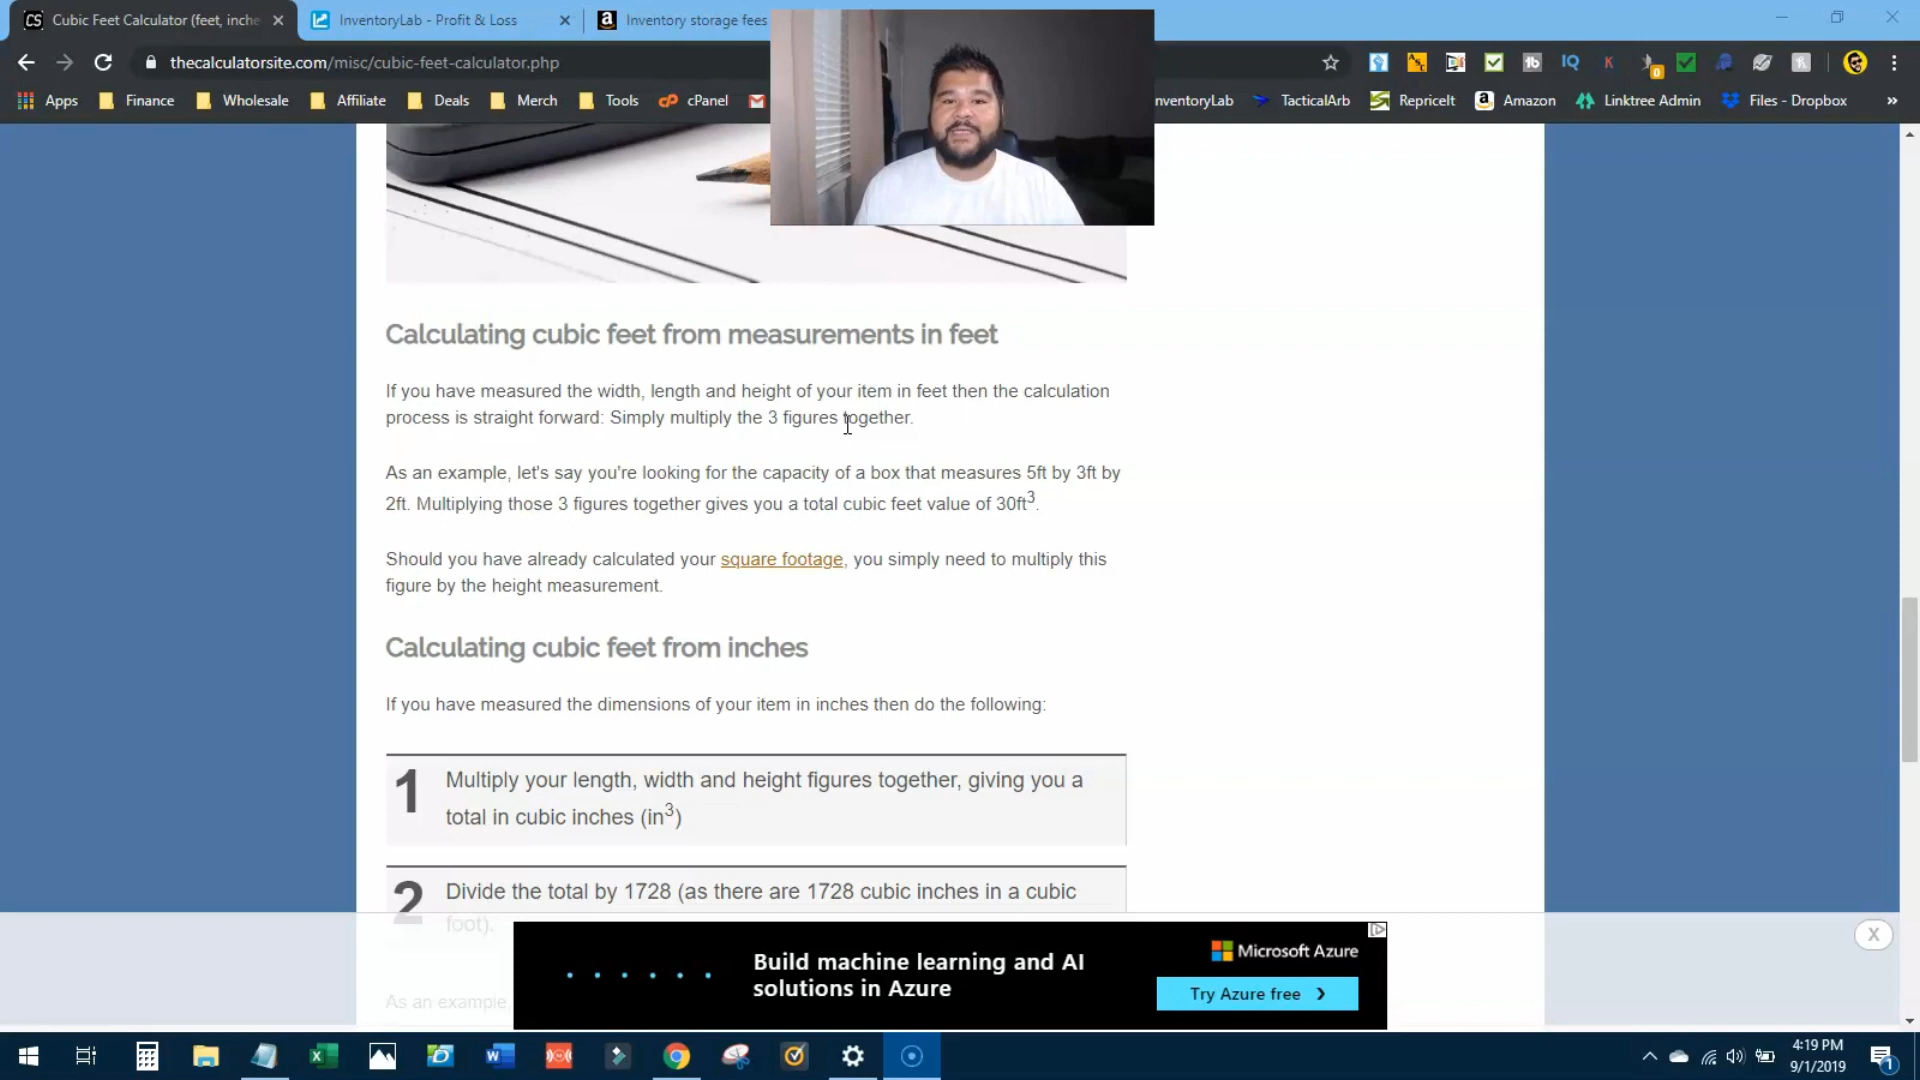 CS Cubic Feet Calculator (feet, inche
InventoryLab - Profit & Loss
Inventory storage fees
thecalculatorsite.com/misc/cubic-feet-calculator.php
Apps Finance Wholesale Affiliate Deals Merch Tools cPanel
nventoryLab TacticalArb RepriceIt Amazon Linktree Admin Files - Dropbox »
Calculating cubic feet from measurements in feet
If you have measured the width, length and height of your item in feet then the calculation
process is straight forward: Simply multiply the 3 figures together.
As an example, let's say you're looking for the capacity of a box that measures 5ft by 3ft by
2ft. Multiplying those 3 figures together gives you a total cubic feet value of 30ft³.
Should you have already calculated your square footage, you simply need to multiply this
figure by the height measurement.
Calculating cubic feet from inches
If you have measured the dimensions of your item in inches then do the following:
1 Multiply your length, width and height figures together, giving you a
total in cubic inches (in³)
2 Divide the total by 1728 (as there are 1728 cubic inches in a cubic
foot).
As an example
Build machine learning and AI
solutions in Azure
Microsoft Azure
Try Azure free
X
4:19 PM
9/1/2019
1